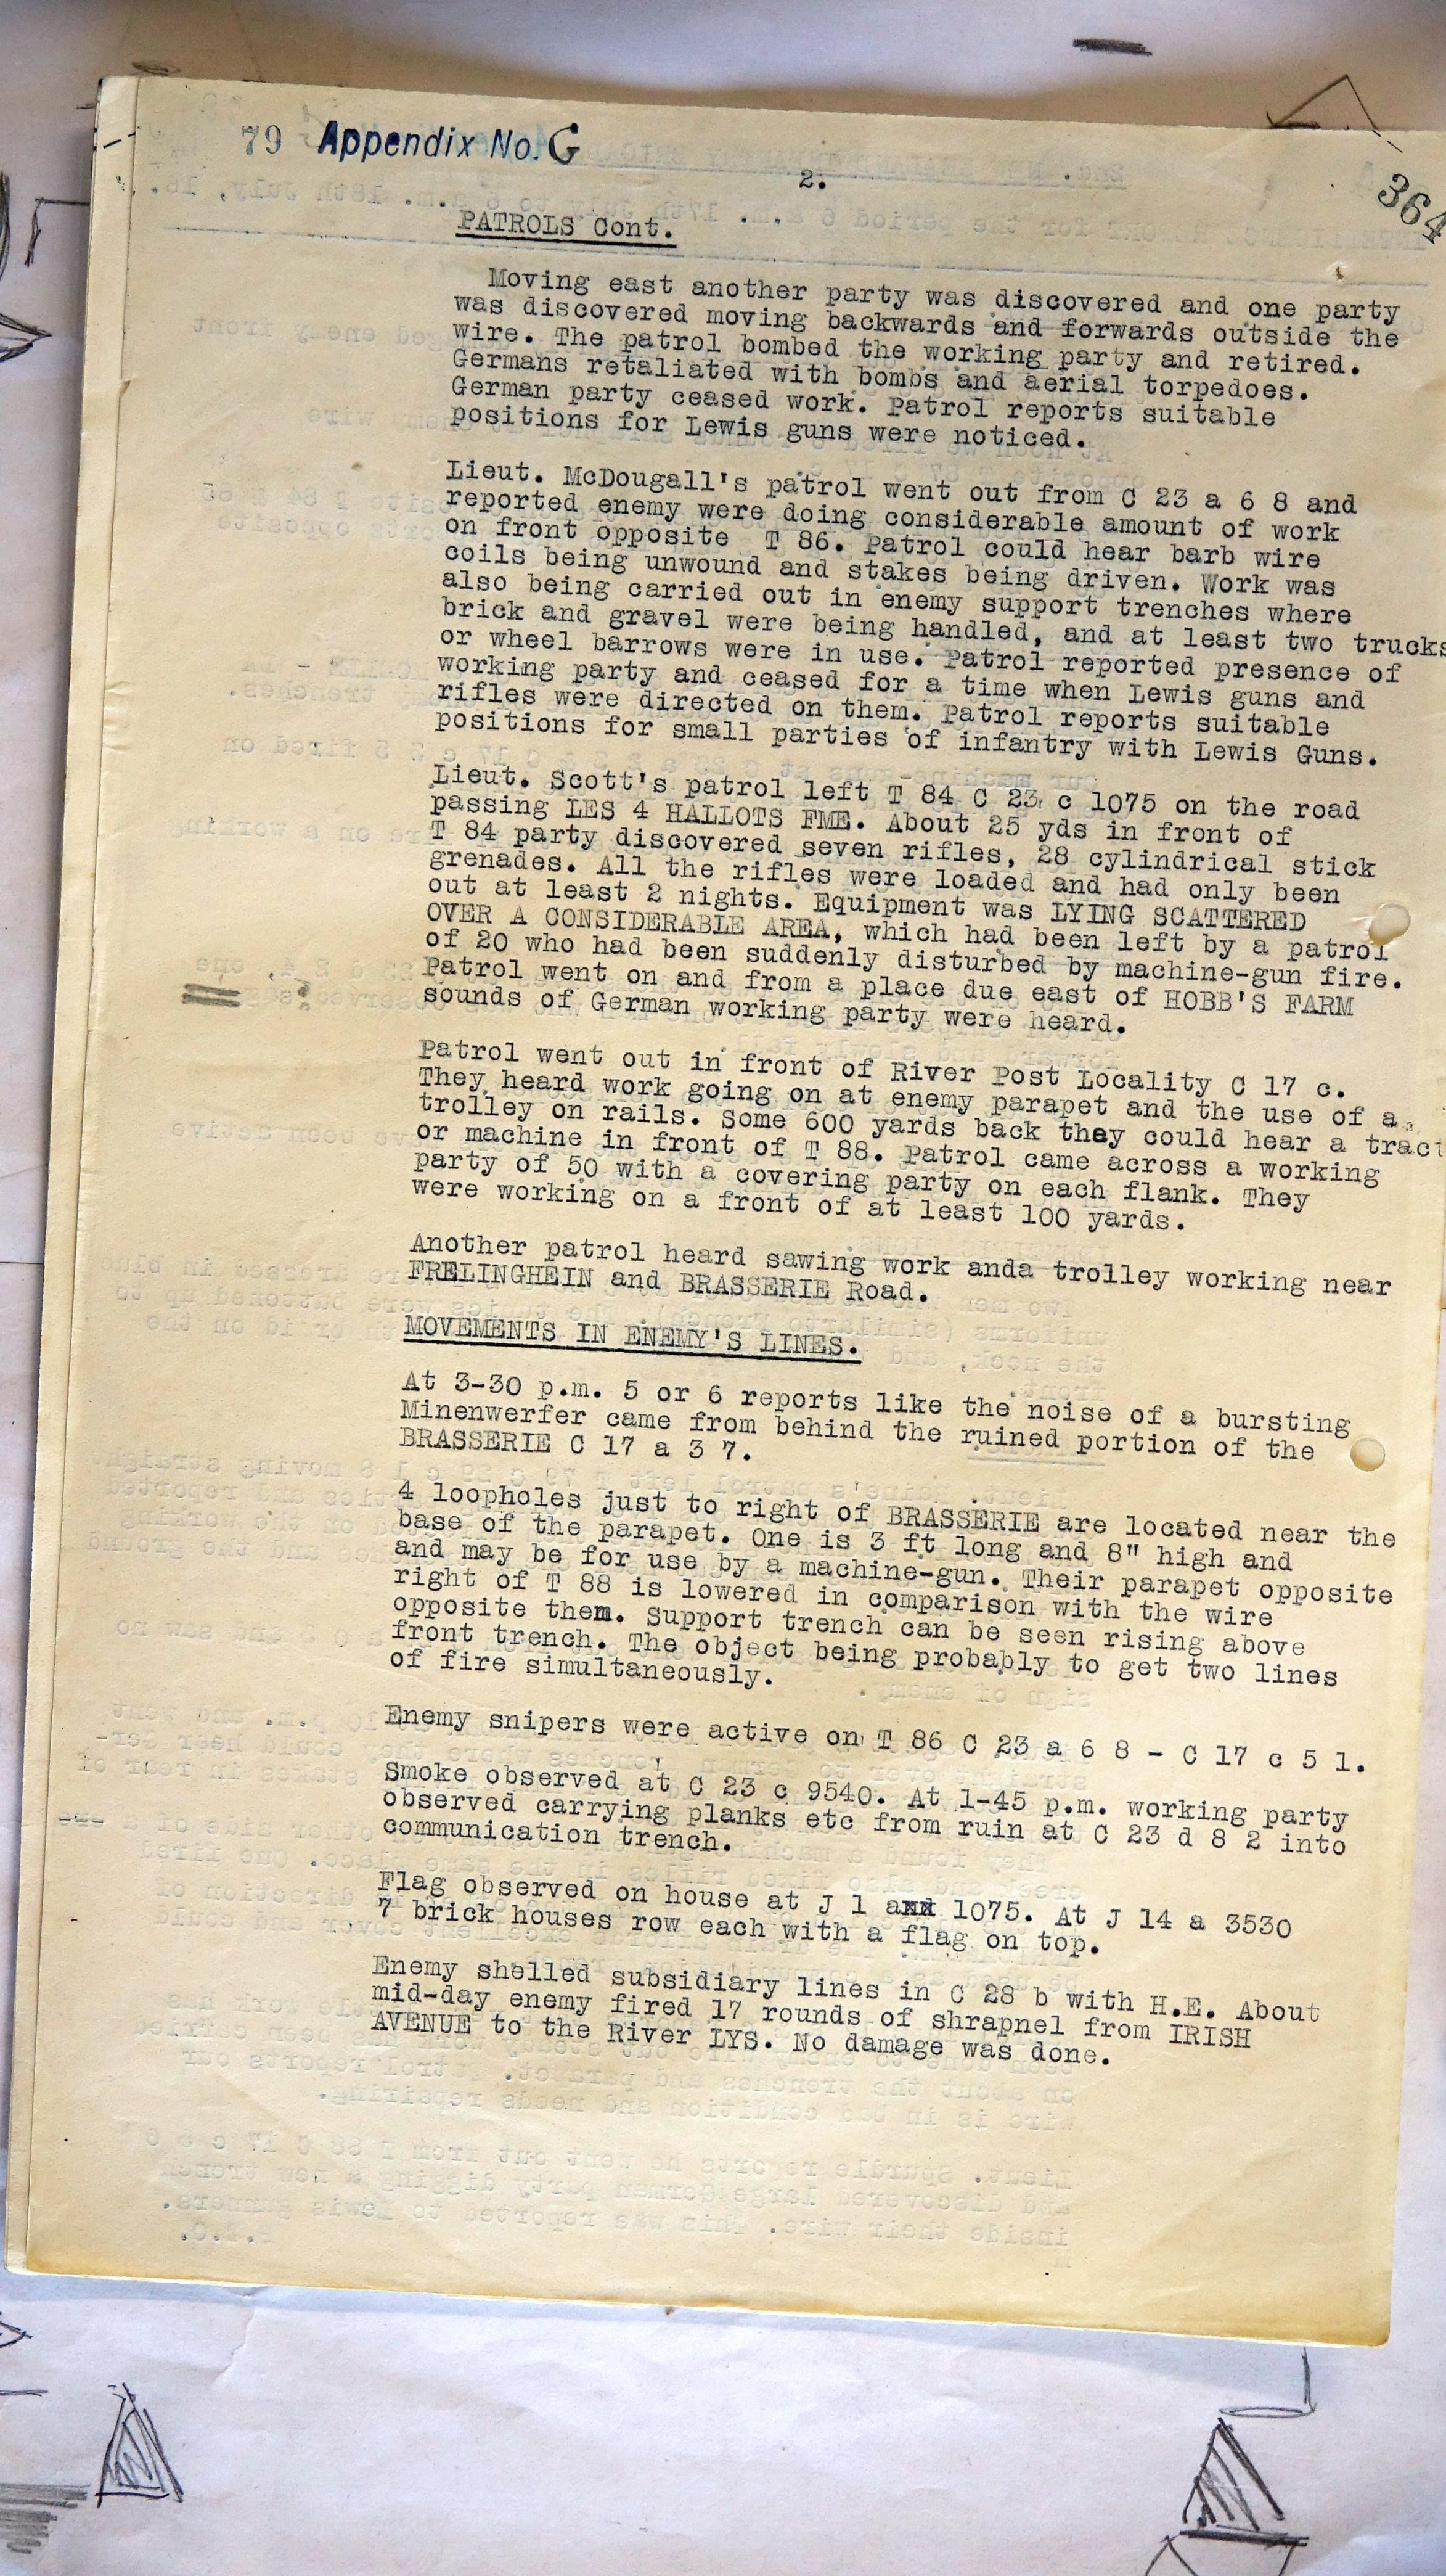 79 Appendix No. G
364
2.
PATROLS Cont.
Moving east another party was discovered and one party
was discovered moving backwards and forwards outside the
wire. The patrol bombed the working party and retired.
Germans retaliated with bombs and aerial torpedoes.
German party ceased work. Patrol reports suitable
positions for Lewis guns were noticed.
Lieut. McDougall's patrol went out from C 23 a 6 8 and
reported enemy were doing considerable amount of work
on front opposite T 86. Patrol could hear barb wire
coils being unwound and stakes being driven. Work was
also being carried out in enemy support trenches where
brick and gravel were being handled, and at least two trucks
or wheel barrows were in use. Patrol reported presence of
working party and ceased for a time when Lewis guns and
rifles were directed on them. Patrol reports suitable
positions for small parties of infantry with Lewis Guns.
Lieut. Scott's patrol left T 84 C 23 c 1075 on the road
passing LES 4 HALLOTS FME. About 25 yds in front of
T 84 party discovered seven rifles, 28 cylindrical stick
grenades. All the rifles were loaded and had only been
out at least 2 nights. Equipment was LYING SCATTERED
OVER A CONSIDERABLE AREA, which had been left by a patrol
of 20 who had been suddenly disturbed by machine-gun fire.
Patrol went on and from a place due east of HOBB'S FARM
sounds of German working party were heard.
Patrol went out in front of River Post Locality C 17 c.
They heard work going on at enemy parapet and the use of a
trolley on rails. Some 600 yards back they could hear a tract
or machine in front of T 88. Patrol came across a working
party of 50 with a covering party on each flank. They
were working on a front of at least 100 yards.
Another patrol heard sawing work anda trolley working near
FRELINGHEIN and BRASSERIE Road.
MOVEMENTS IN ENEMY'S LINES.
At 3-30 p.m. 5 or 6 reports like the noise of a bursting
Minenwerfer came from behind the ruined portion of the
BRASSERIE C 17 a 3 7.
4 loopholes just to right of BRASSERIE are located near the
base of the parapet. One is 3 ft long and 8" high and
and may be for use by a machine-gun. Their parapet opposite
right of T 88 is lowered in comparison with the wire
opposite them. Support trench can be seen rising above
front trench. The object being probably to get two lines
of fire simultaneously.
Enemy snipers were active on T 86 C 23 a 6 8 - C 17 c 5 1.
Smoke observed at C 23 c 9540. At 1-45 p.m. working party
observed carrying planks etc from ruin at C 23 d 8 2 into
communication trench.
Flag observed on house at J 1 a 1075. At J 14 a 3530
7 brick houses row each with a flag on top.
Enemy shelled subsidiary lines in C 28 b with H.E. About
mid-day enemy fired 17 rounds of shrapnel from IRISH
AVENUE to the River LYS. No damage was done.